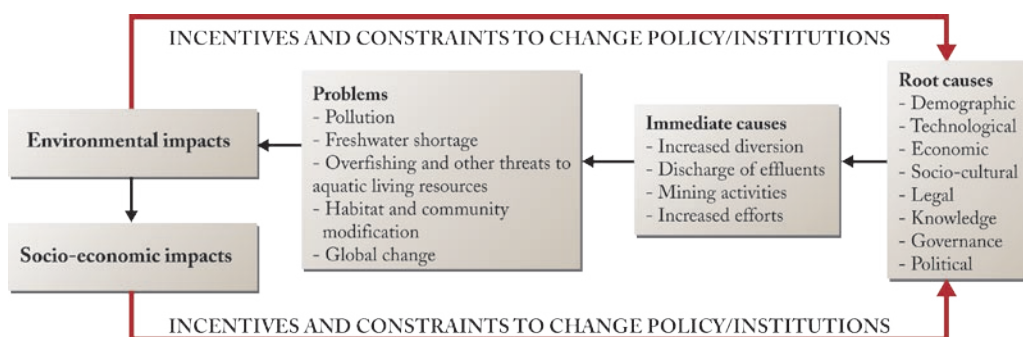 INCENTIVES AND CONSTRAINTS TO CHANGE POLICY/INSTITUTIONS
Environmental impacts
Socio-economic impacts
Problems
- Pollution
- Freshwater shortage
- Overfishing and other threats to
aquatic living resources
- Habitat and community
modification
- Global change
Immediate causes
- Increased diversion
- Discharge of effluents
- Mining activities
- Increased efforts
Root causes
- Demographic
- Technological
- Economic
- Socio-cultural
- Legal
- Knowledge
- Governance
- Political
INCENTIVES AND CONSTRAINTS TO CHANGE POLICY/INSTITUTIONS